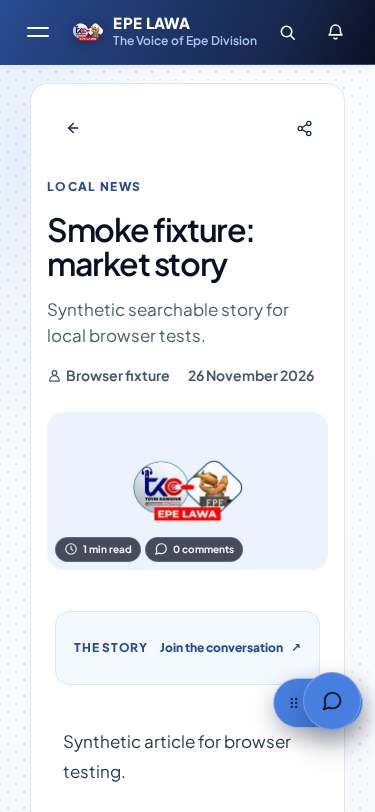 EPE LAWA
The Voice of Epe Division
LOCAL NEWS
Smoke fixture:
market story
Synthetic searchable story for
local browser tests.
Browser fixture
26 November 2026
tkc
EPE
EPE LAWA
1 min read
0 comments
THE STORY
Join the conversation ↗
Synthetic article for browser
testing.